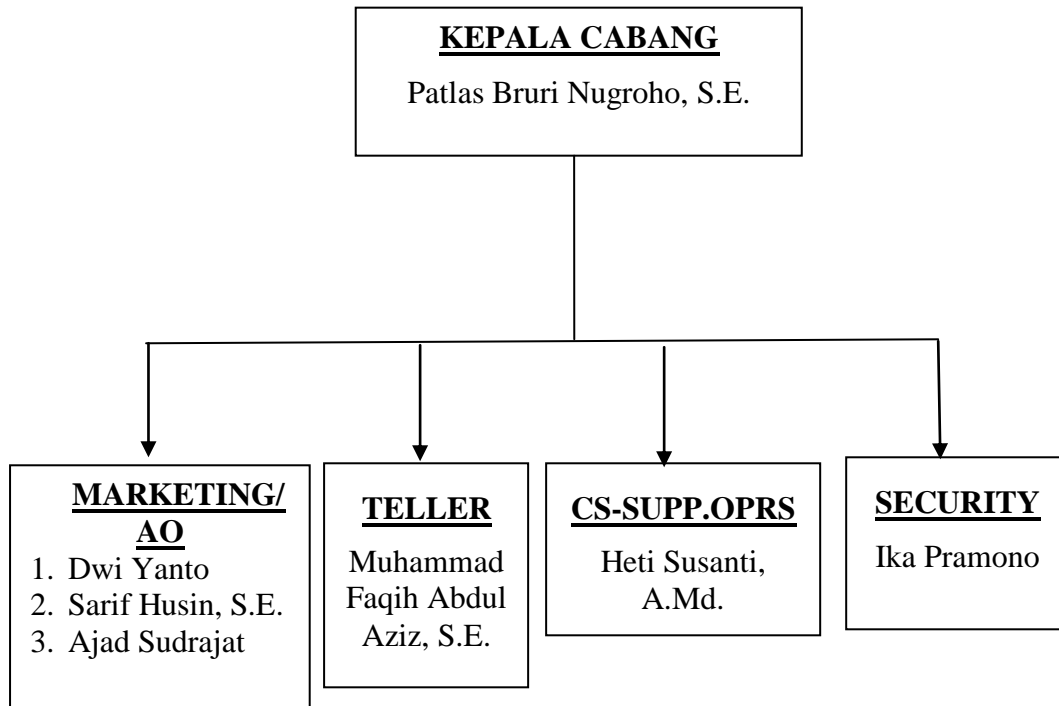 KEPALA CABANG
Patlas Bruri Nugroho, S.E.
MARKETING/
AO
1. Dwi Yanto
2. Sarif Husin, S.E.
3. Ajad Sudrajat
TELLER
Muhammad
Faqih Abdul
Aziz, S.E.
CS-SUPP.OPRS
Heti Susanti,
A.Md.
SECURITY
Ika Pramono